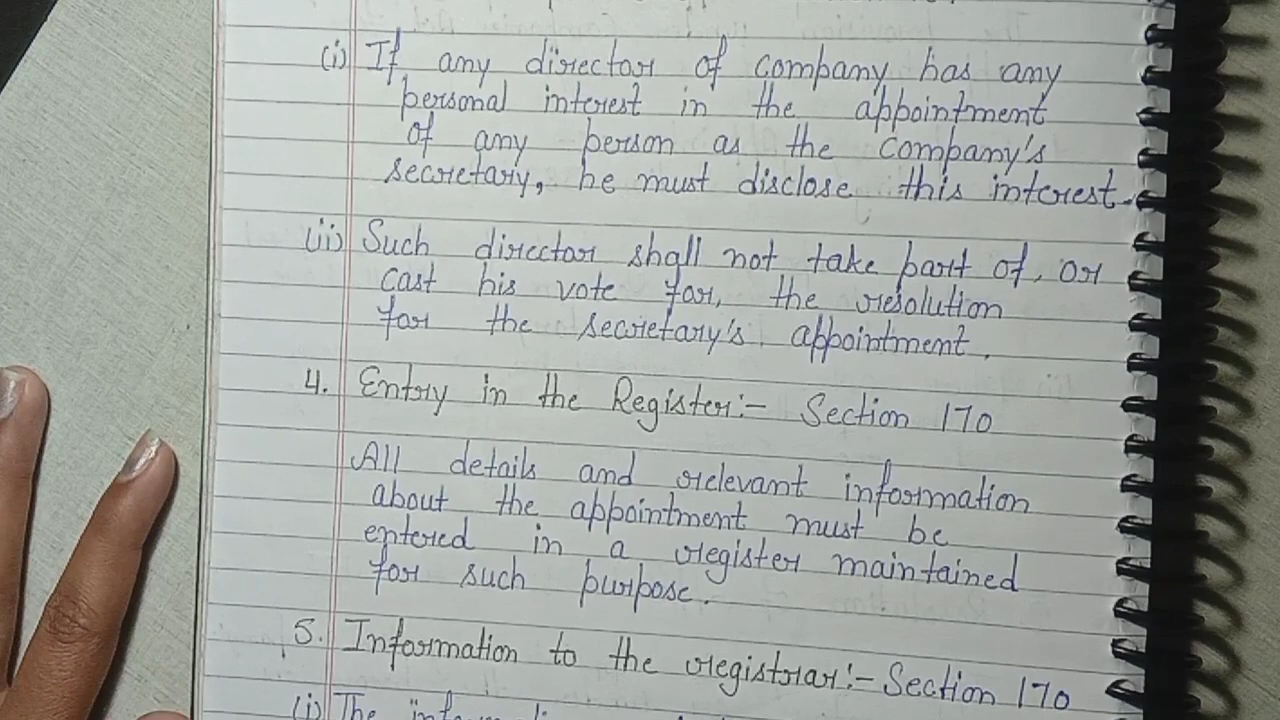 (i) If any director of company has any
personal interest in the appointment
of any person as the company's
secretary, he must disclose this interest.
(ii) Such director shall not take part of, or
cast his vote for, the resolution
for the secretary's appointment.
4. Entry in the Register:- Section 170
All details and relevant information
about the appointment must be
entered in a register maintained
for such purpose.
5. Information to the registrar:- Section 170
(i) The